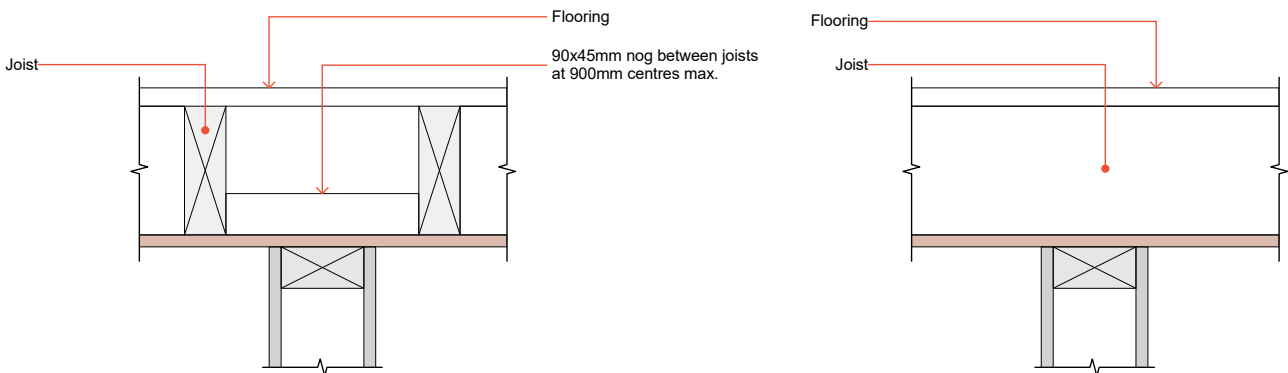 Flooring
90x45mm nog between joists
at 900mm centres max.
Joist
Flooring
Joist